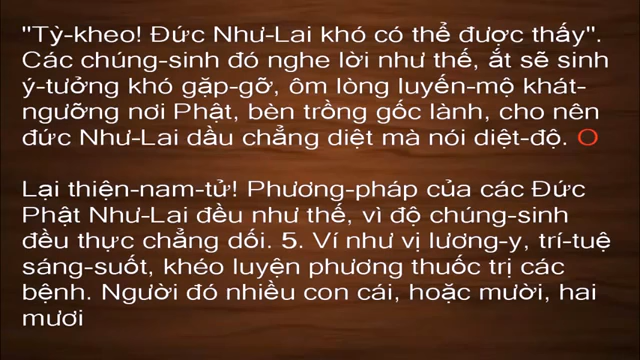 "Tỳ-kheo! Đức Như-Lai khó có thể được thấy".
Các chúng-sinh đó nghe lời như thế, ắt sẽ sinh
ý-tưởng khó gặp-gỡ, ôm lòng luyến-mộ khát-
ngưỡng nơi Phật, bèn trồng gốc lành, cho nên
đức Như-Lai dầu chẳng diệt mà nói diệt-độ. O
Lại thiện-nam-tử! Phương-pháp của các Đức
Phật Như-Lai đều như thế, vì độ chúng-sinh
đều thực chẳng dối. 5. Ví như vị lương-y, trí-tuệ
sáng-suốt, khéo luyện phương thuốc trị các
bệnh. Người đó nhiều con cái, hoặc mười, hai
mươi